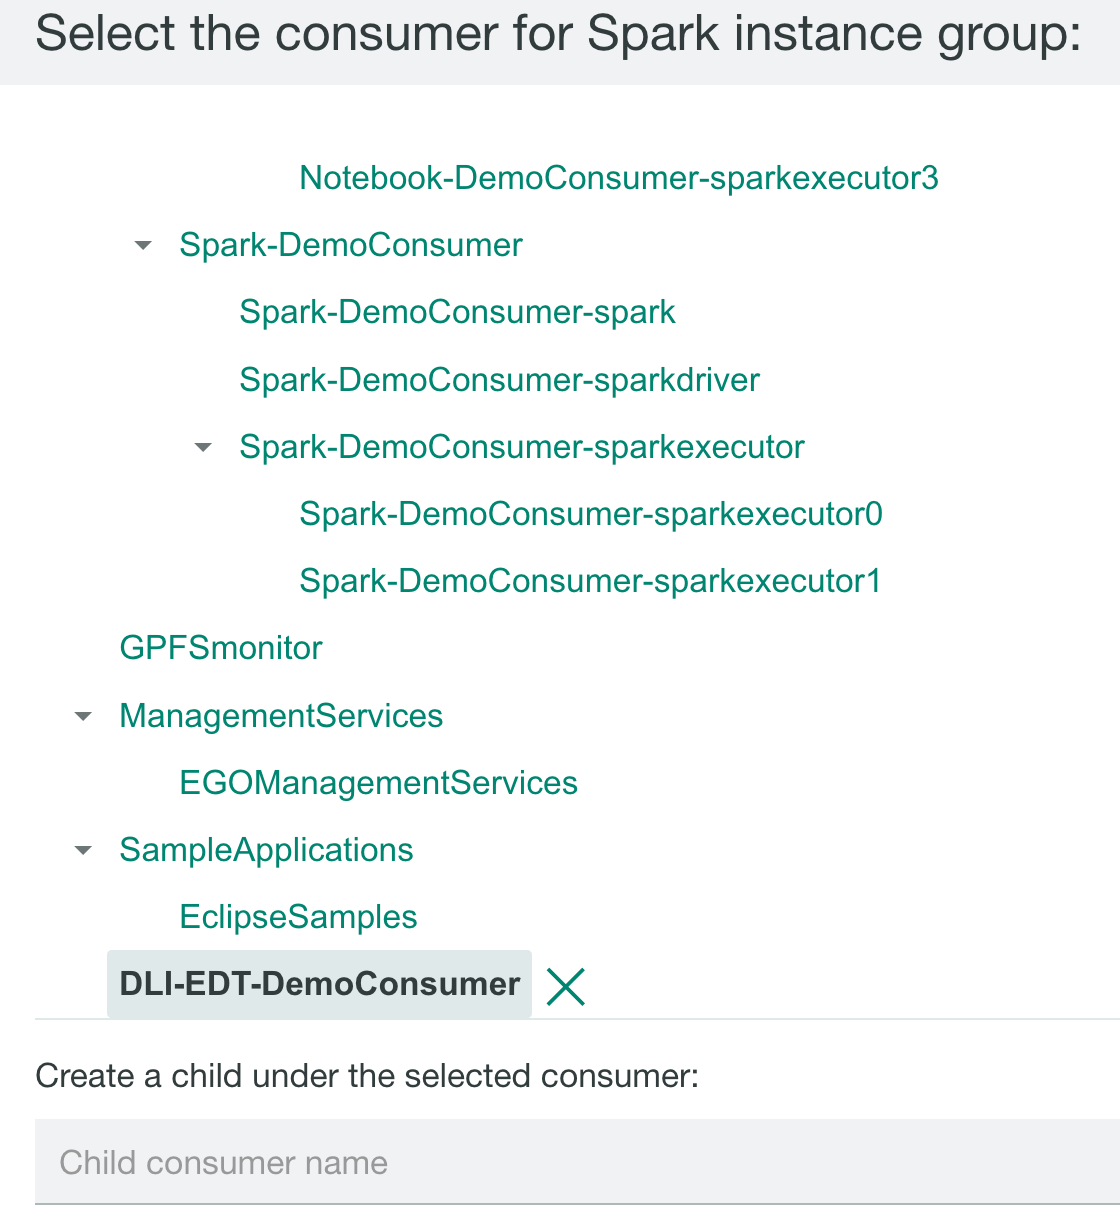 Select the consumer for Spark instance group:
Notebook-DemoConsumer-sparkexecutor3
Spark-DemoConsumer
Spark-DemoConsumer-spark
Spark-DemoConsumer-sparkdriver
Spark-DemoConsumer-sparkexecutor
Spark-DemoConsumer-sparkexecutor0
Spark-DemoConsumer-sparkexecutor1
GPFSmonitor
ManagementServices
EGOManagementServices
SampleApplications
EclipseSamples
DLI-EDT-DemoConsumer
Create a child under the selected consumer:
Child consumer name